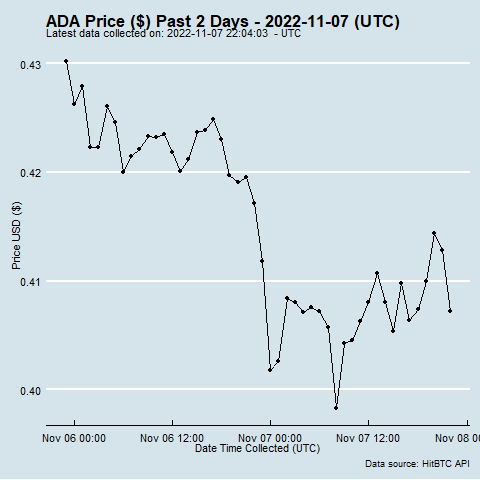 ADA Price ($) Past 2 Days - 2022-11-07 (UTC)
Latest data collected on: 2022-11-07 22:04:03 - UTC
0.43
0.42
0.41
0.40
Price USD ($)
Nov 06 00:00 Nov 06 12:00 Nov 07 00:00 Nov 07 12:00 Nov 08 0
Date Time Collected (UTC)
Data source: HitBTC API